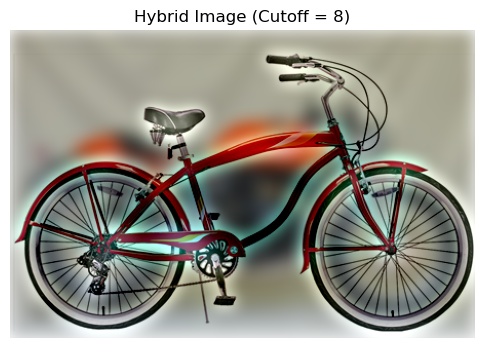 Hybrid Image (Cutoff = 8)